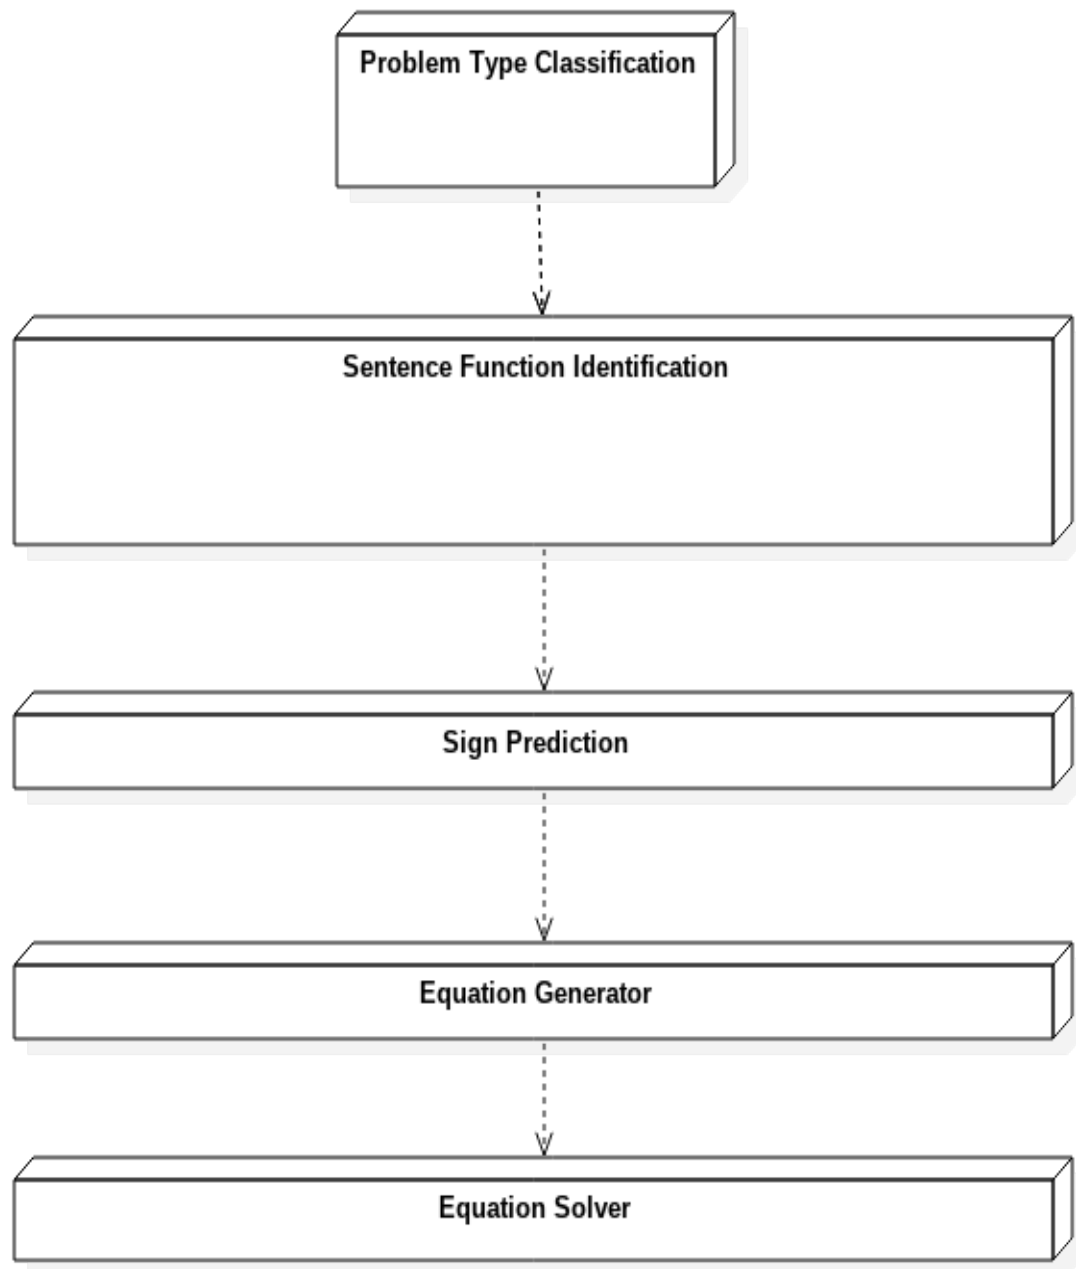 Problem Type Classification
Sentence Function Identification
Sign Prediction
Equation Generator
Equation Solver